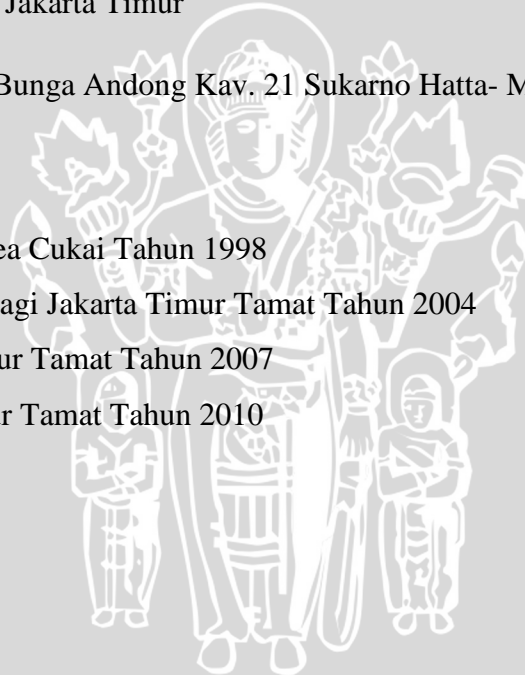 Jakarta Timur
Bunga Andong Kav. 21 Sukarno Hatta- M
ea Cukai Tahun 1998
agi Jakarta Timur Tamat Tahun 2004
ur Tamat Tahun 2007
r Tamat Tahun 2010